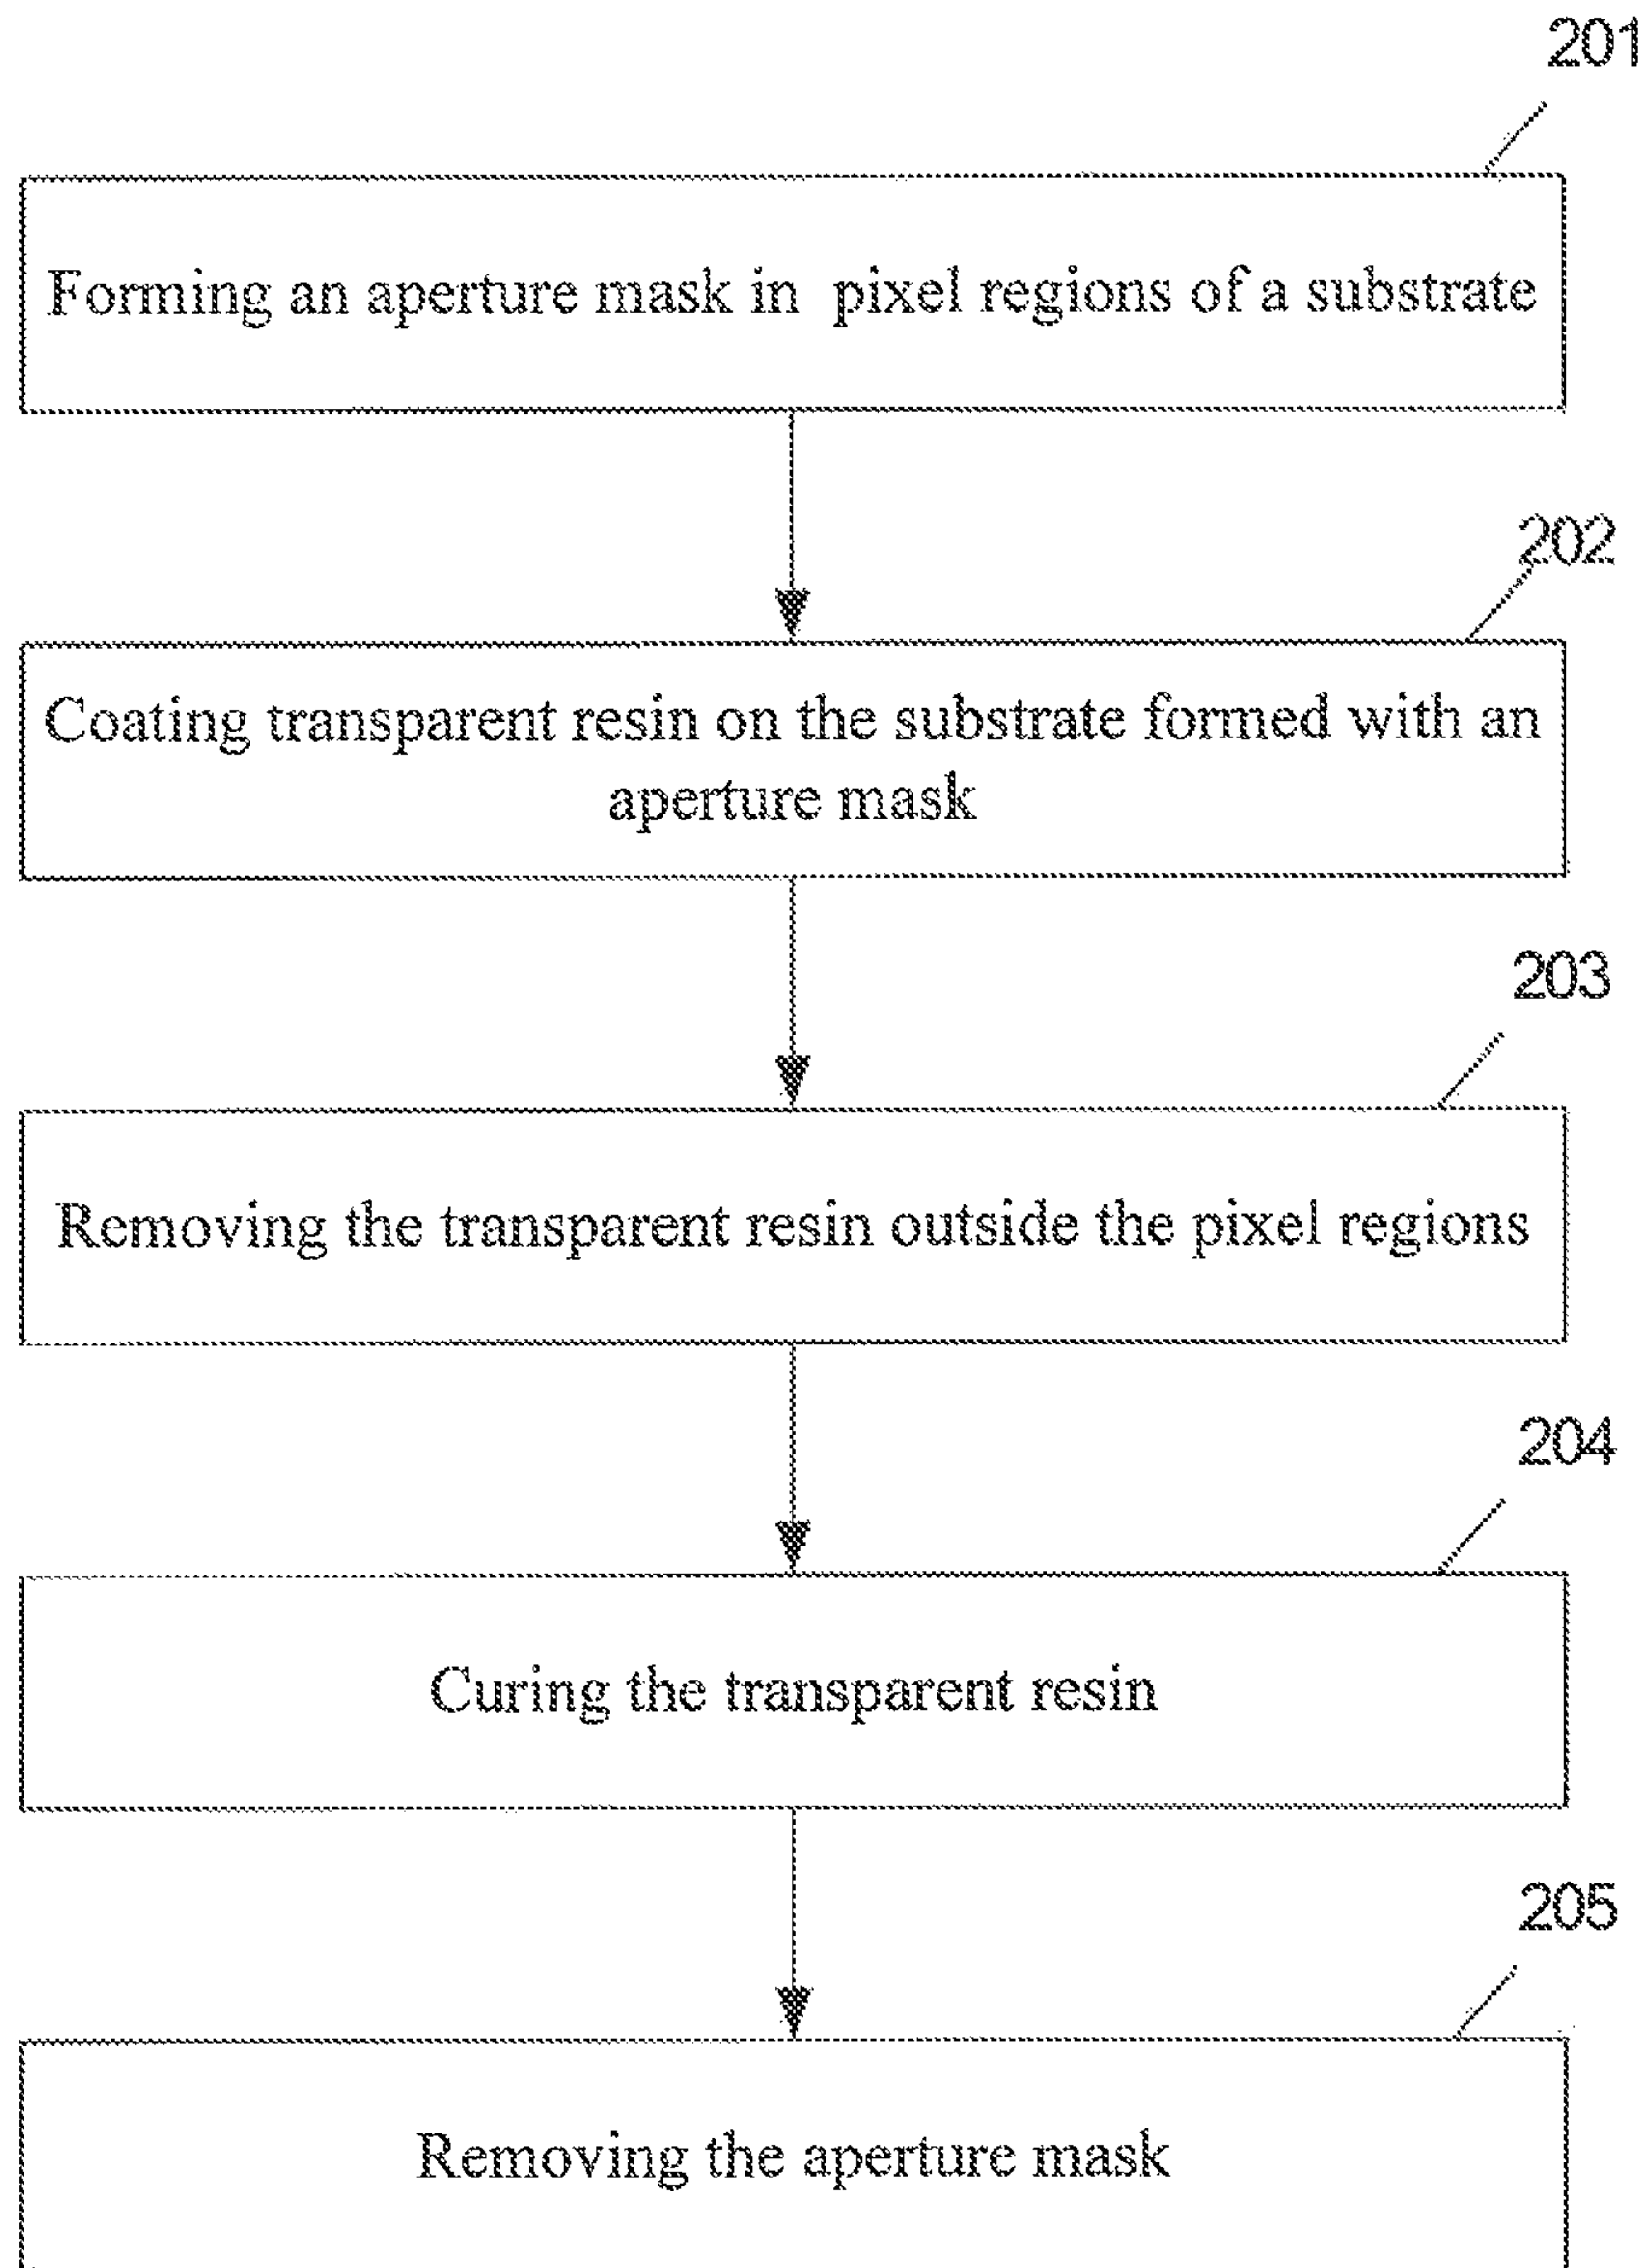 201
Forming an aperture mask in pixel regions of a substrate
202
Coating transparent resin on the substrate formed with an
aperture mask
203
Removing the transparent resin outside the pixel regions
204
Curing the transparent resin
205
Removing the aperture mask